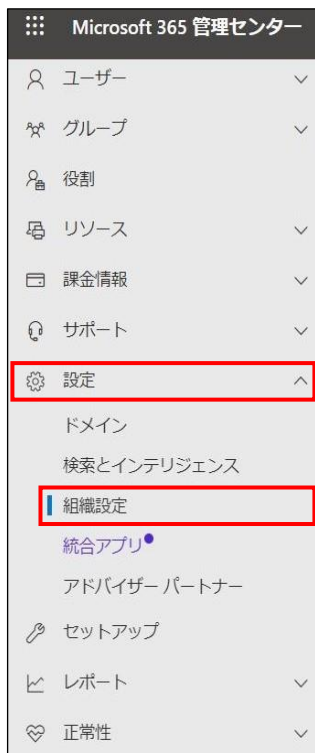 Microsoft 365 管理センター
ユーザー
グループ
役割
リソース
課金情報
サポート
設定
ドメイン
検索とインテリジェンス
組織設定
統合アプリ
アドバイザー パートナー
セットアップ
レポート
正常性